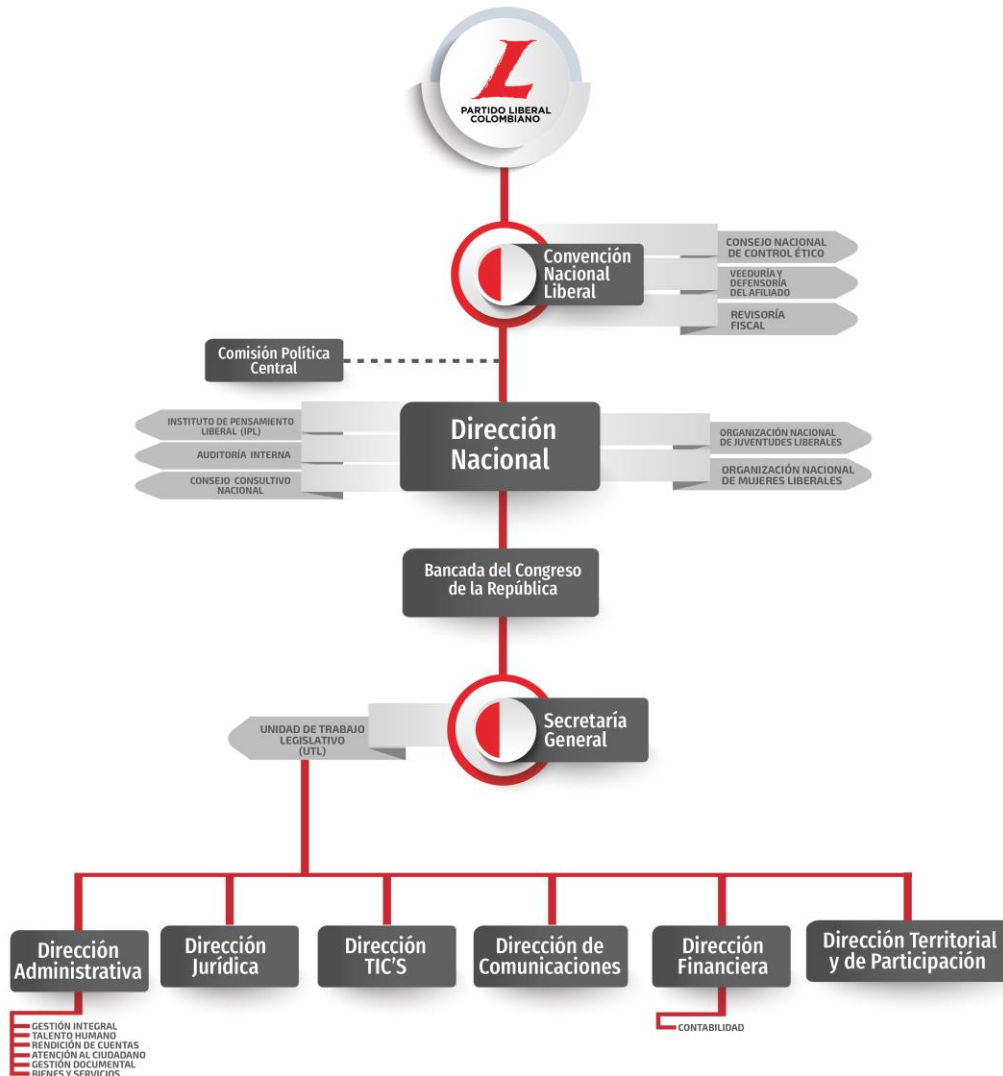 L
PARTIDO LIBERAL
COLOMBIANO
Convención
Nacional
Liberal
CONSEJO NACIONAL
DE CONTROL ÉTICO
VEEDURÍA Y
DEFENSORÍA
DEL AFILIADO
REVISORÍA
FISCAL
Comisión Política
Central
INSTITUTO DE PENSAMIENTO
LIBERAL (IPL)
AUDITORÍA INTERNA
CONSEJO CONSULTIVO
NACIONAL
Dirección
Nacional
ORGANIZACIÓN NACIONAL
DE JUVENTUDES LIBERALES
ORGANIZACIÓN NACIONAL
DE MUJERES LIBERALES
Bancada del Congreso
de la República
UNIDAD DE TRABAJO
LEGISLATIVO
(UTL)
Secretaría
General
Dirección
Administrativa
Dirección
Jurídica
Dirección
TIC'S
Dirección de
Comunicaciones
Dirección
Financiera
Dirección Territorial
y de Participación
GESTIÓN INTEGRAL
TALENTO HUMANO
RENDICIÓN DE CUENTAS
ATENCIÓN AL CIUDADANO
GESTIÓN DOCUMENTAL
BIENES Y SERVICIOS
CONTABILIDAD